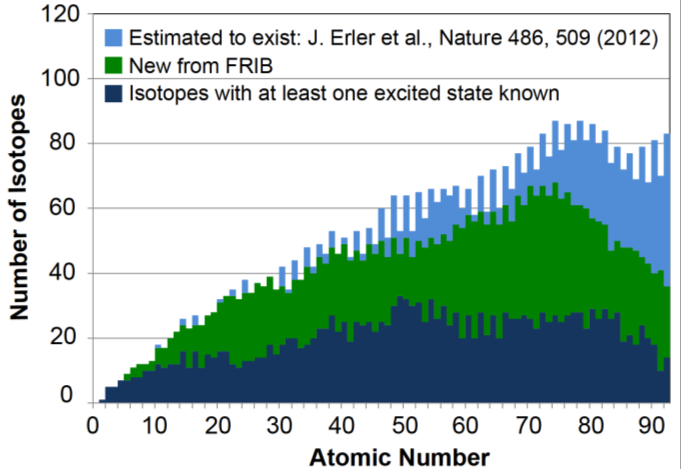 120
Estimated to exist: J. Erler et al., Nature 486, 509 (2012)
New from FRIB
100
Isotopes with at least one excited state known
80
60
40
20
0
Number of Isotopes
0 10 20 30 40 50 60 70 80 90
Atomic Number